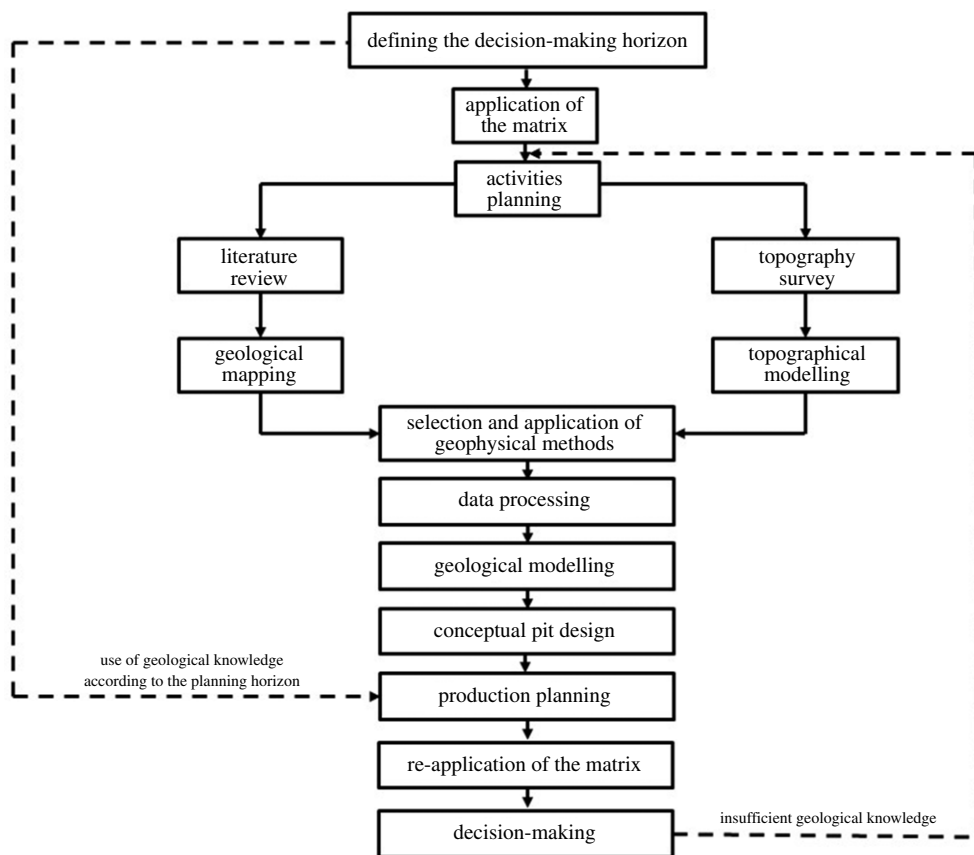 defining the decision-making horizon
application of
the matrix
activities
planning
literature
review
topography
survey
geological
mapping
topographical
modelling
selection and application of
geophysical methods
data processing
geological modelling
conceptual pit design
use of geological knowledge
according to the planning horizon
production planning
re-application of the matrix
insufficient geological knowledge
decision-making